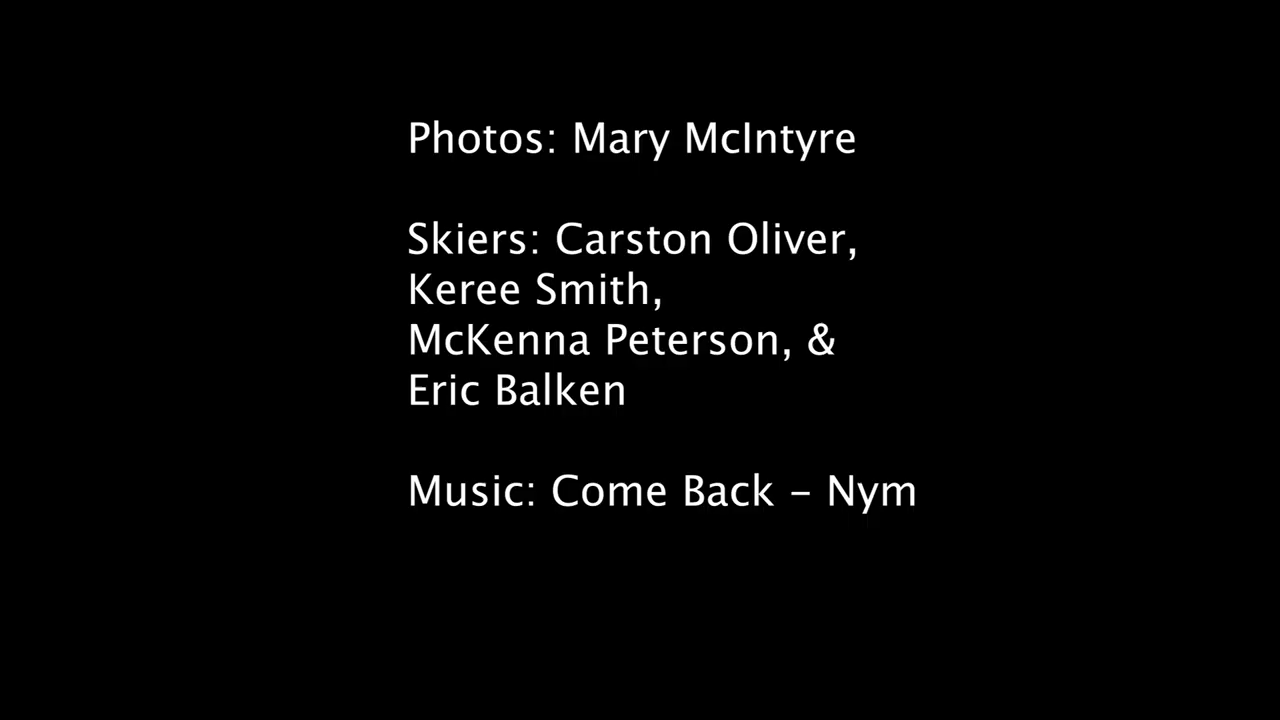 Photos: Mary McIntyre
Skiers: Carston Oliver,
Keree Smith,
McKenna Peterson, &
Eric Balken
Music: Come Back - Nym